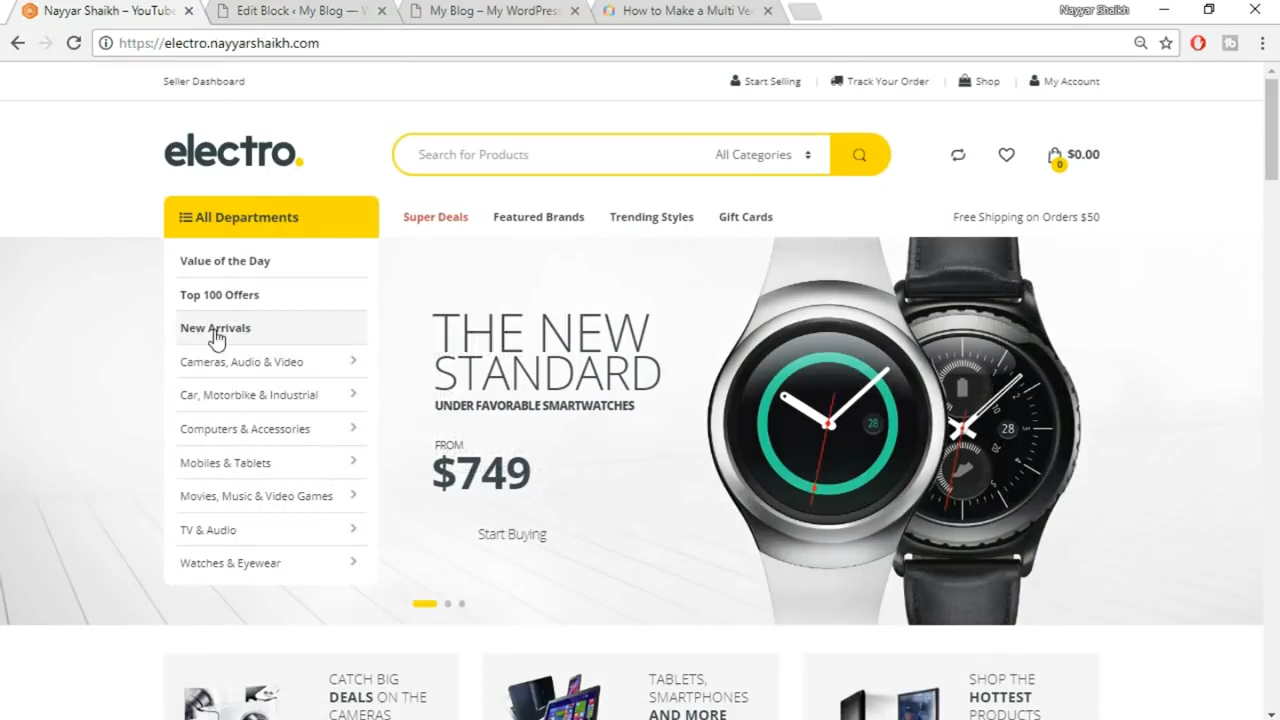 Nayyar Shaikh – YouTube
Edit Block ‹ My Blog — W
My Blog – My WordPress
How to Make a Multi Ve
Nayyar Shaikh
https://electro.nayyarshaikh.com
Seller Dashboard
Start Selling
Track Your Order
Shop
My Account
electro.
Search for Products
All Categories
0
$0.00
All Departments
Super Deals
Featured Brands
Trending Styles
Gift Cards
Free Shipping on Orders $50
Value of the Day
Top 100 Offers
New Arrivals
Cameras, Audio & Video
Car, Motorbike & Industrial
Computers & Accessories
Mobiles & Tablets
Movies, Music & Video Games
TV & Audio
Watches & Eyewear
THE NEW
STANDARD
UNDER FAVORABLE SMARTWATCHES
FROM
$749
Start Buying
28
28
CATCH BIG
DEALS ON THE
CAMERAS
TABLETS,
SMARTPHONES
AND MORE
SHOP THE
HOTTEST
PRODUCTS